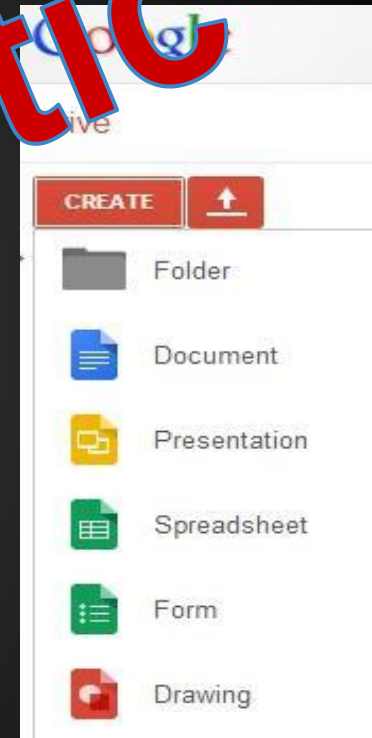 Google
tic
ive
CREATE
Folder
Document
Presentation
Spreadsheet
Form
Drawing